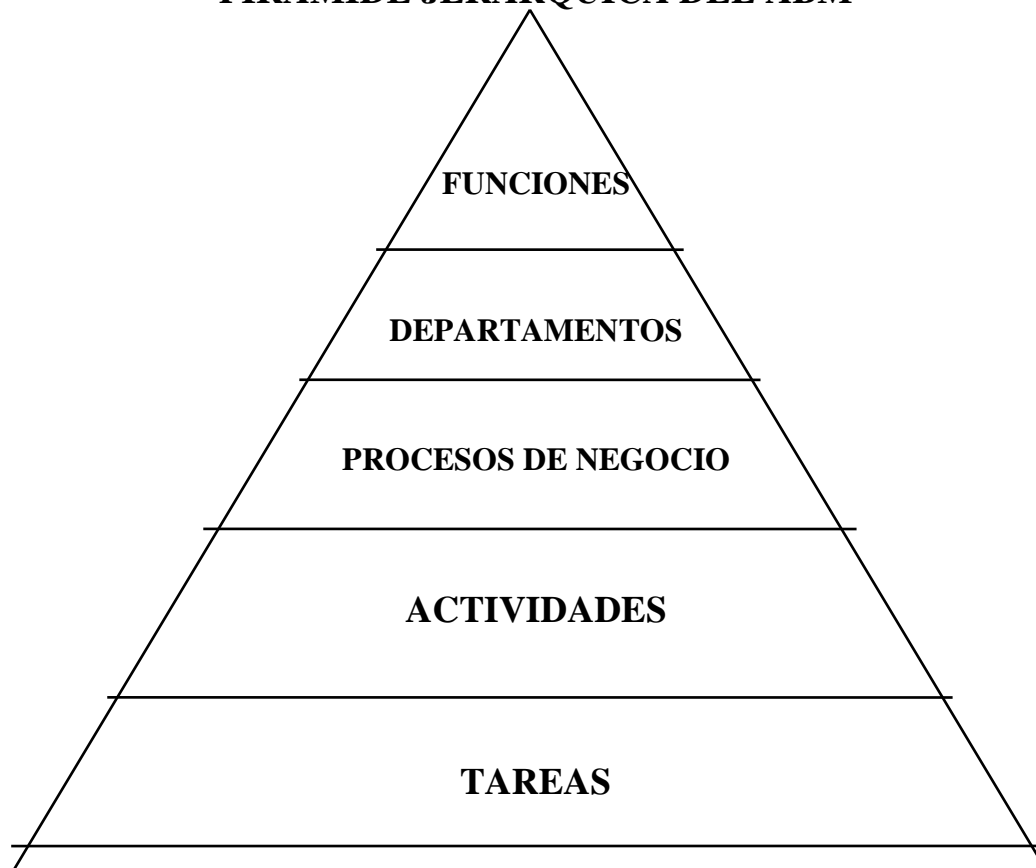 PIRAMIDE JERARQUICA DEL ABM
FUNCIONES
DEPARTAMENTOS
PROCESOS DE NEGOCIO
ACTIVIDADES
TAREAS